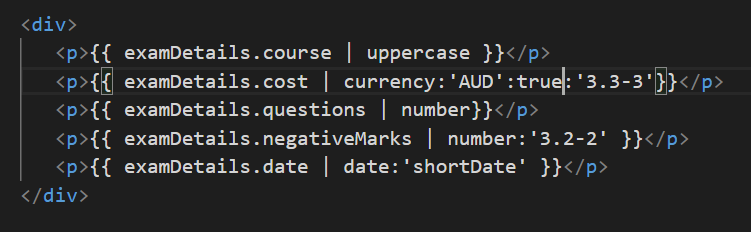 <div>
<p>{{ examDetails.course | uppercase }}</p>
<p>{{ examDetails.cost | currency:'AUD':true:'3.3-3'}}</p>
<p>{{ examDetails.questions | number}}</p>
<p>{{ examDetails.negativeMarks | number:'3.2-2' }}</p>
<p>{{ examDetails.date | date:'shortDate' }}</p>
</div>